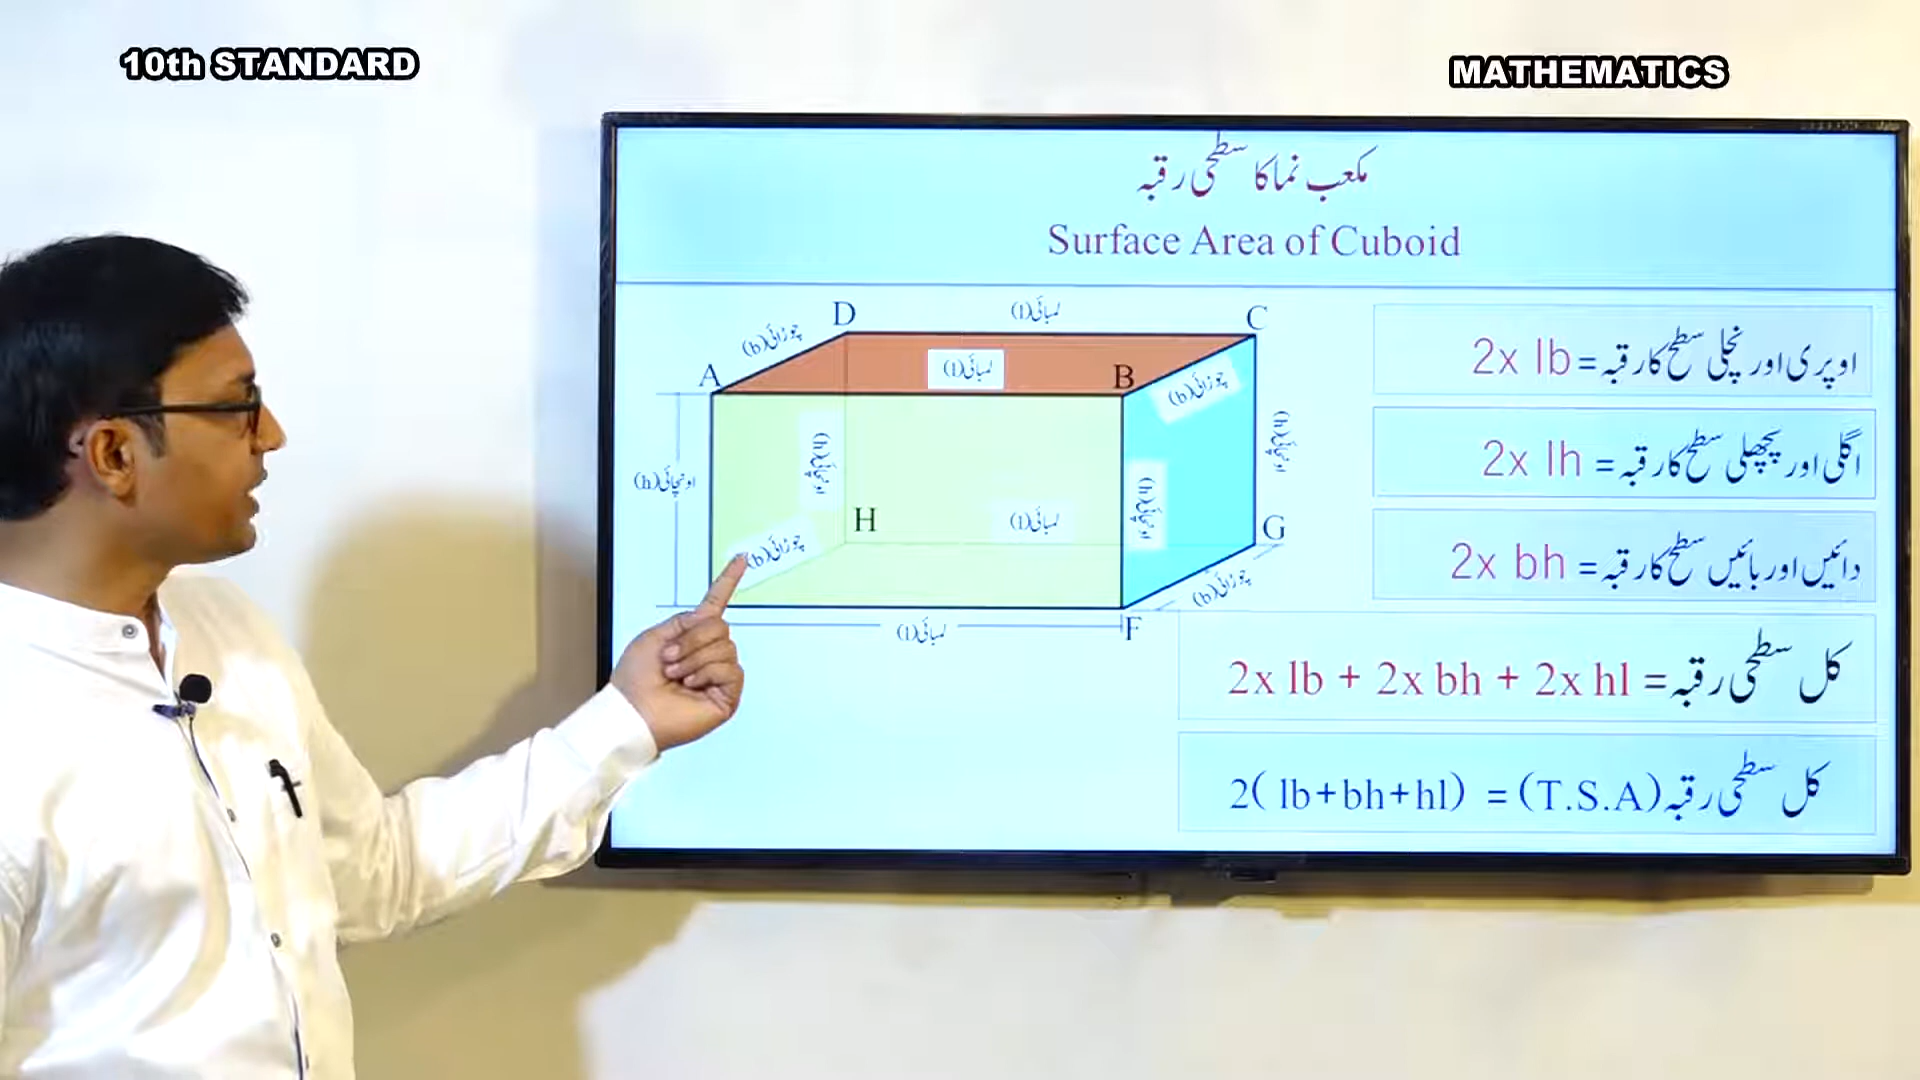 10th STANDARD
MATHEMATICS
مکعب نما کا سطحی رقبہ
Surface Area of Cuboid
D
لمبائی(l)
C
چوڑائی(b)
A
لمبائی(l)
B
چوڑائی(b)
اونچائی(h)
اونچائی(h)
اونچائی(h)
اونچائی(h)
H
لمبائی(l)
G
چوڑائی(b)
چوڑائی(b)
لمبائی(l)
F
اوپری اور نچلی سطح کا رقبہ = 2x lb
اگلی اور پچھلی سطح کا رقبہ = 2x lh
دائیں اور بائیں سطح کا رقبہ = 2x bh
کل سطحی رقبہ = 2x lb + 2x bh + 2x hl
کل سطحی رقبہ (T.S.A) = 2( lb+bh+hl)